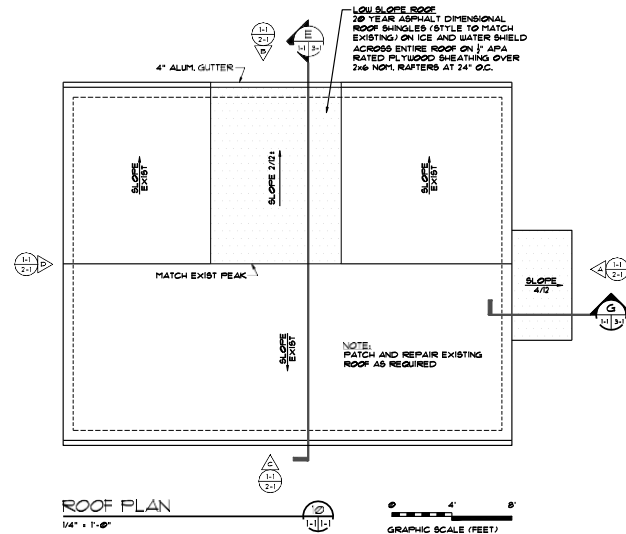 LOW SLOPE ROOF
20 YEAR ASPHALT DIMENSIONAL
ROOF SHINGLES (STYLE TO MATCH
EXISTING) ON ICE AND WATER SHIELD
ACROSS ENTIRE ROOF ON ½" APA
RATED PLYWOOD SHEATHING OVER
2x6 NOM. RAFTERS AT 24" O.C.
1-1
2-1
B
E
1-1 3-1
4" ALUM. GUTTER
SLOPE
EXIST
SLOPE 2/12±
SLOPE
EXIST
1-1
2-1
D
MATCH EXIST PEAK
A
1-1
2-1
SLOPE
4/12
G
1-1 3-1
SLOPE
EXIST
NOTE:
PATCH AND REPAIR EXISTING
ROOF AS REQUIRED
C
1-1
2-1
ROOF PLAN
1/4" = 1'-0"
10
1-1 1-1
0 4' 8'
GRAPHIC SCALE (FEET)